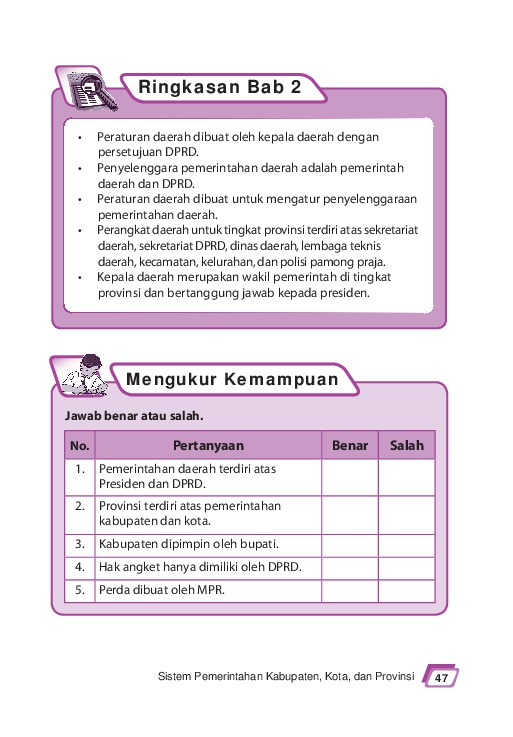 Ringkasan Bab 2
• Peraturan daerah dibuat oleh kepala daerah dengan
persetujuan DPRD.
• Penyelenggara pemerintahan daerah adalah pemerintah
daerah dan DPRD.
• Peraturan daerah dibuat untuk mengatur penyelenggaraan
pemerintahan daerah.
• Perangkat daerah untuk tingkat provinsi terdiri atas sekretariat
daerah, sekretariat DPRD, dinas daerah, lembaga teknis
daerah, kecamatan, kelurahan, dan polisi pamong praja.
• Kepala daerah merupakan wakil pemerintah di tingkat
provinsi dan bertanggung jawab kepada presiden.
Mengukur Kemampuan
Jawab benar atau salah.
No. Pertanyaan Benar Salah
1. Pemerintahan daerah terdiri atas
Presiden dan DPRD.
2. Provinsi terdiri atas pemerintahan
kabupaten dan kota.
3. Kabupaten dipimpin oleh bupati.
4. Hak angket hanya dimiliki oleh DPRD.
5. Perda dibuat oleh MPR.
Sistem Pemerintahan Kabupaten, Kota, dan Provinsi 47